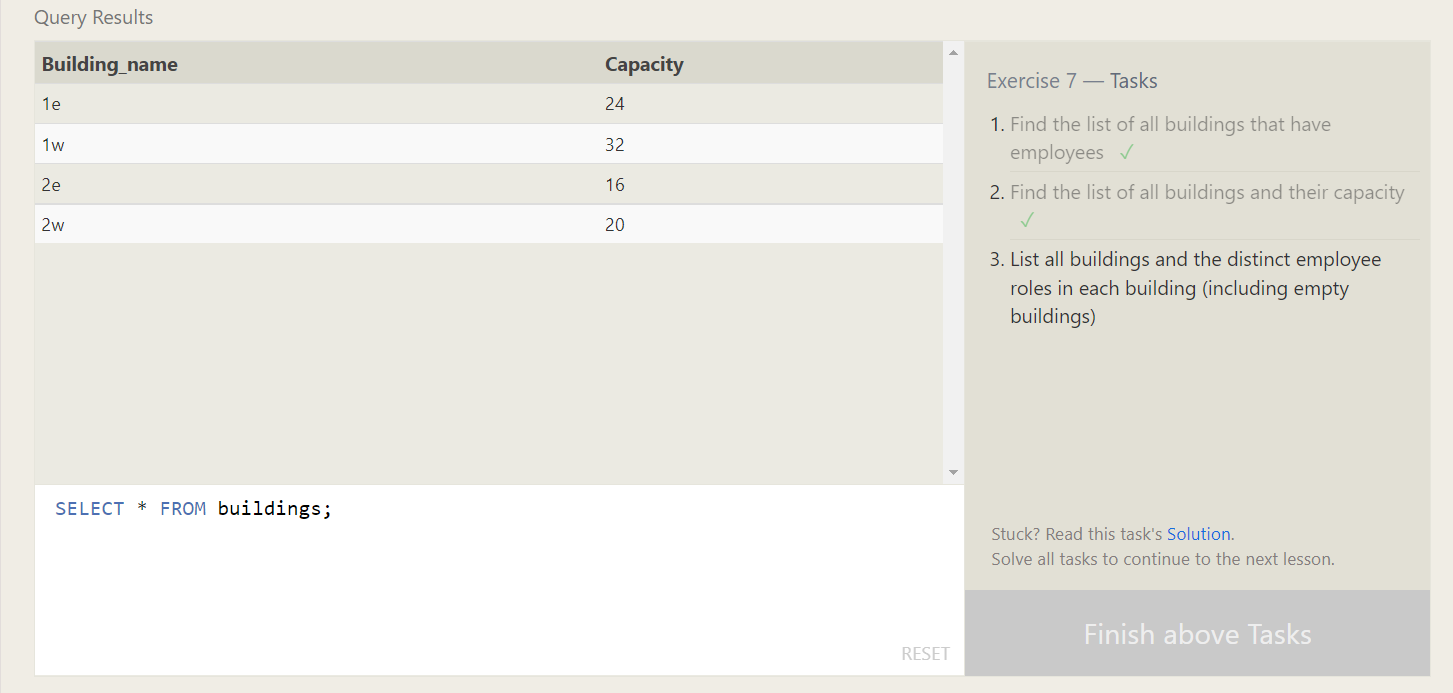 Query Results
Building_name Capacity
1e 24
1w 32
2e 16
2w 20
SELECT * FROM buildings;
RESET
Exercise 7 — Tasks
1. Find the list of all buildings that have
employees ✓
2. Find the list of all buildings and their capacity
✓
3. List all buildings and the distinct employee
roles in each building (including empty
buildings)
Stuck? Read this task's Solution.
Solve all tasks to continue to the next lesson.
Finish above Tasks